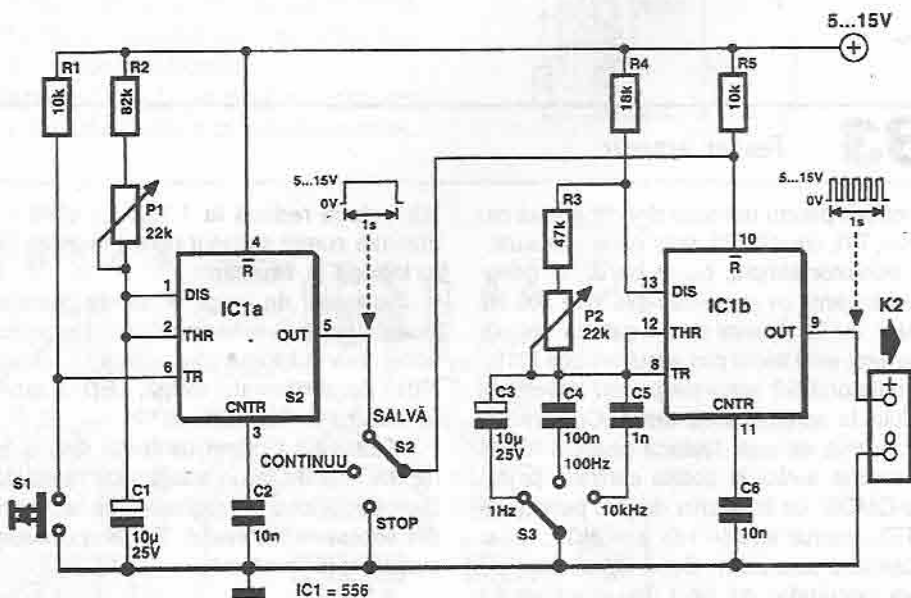 5...15V
R1
10k
R2
82k
R4
18k
R5
10k
P1
22k
5...15V
0V
1s
R3
47k
P2
22K
5...15V
0V
1s
4
R
1
DIS
IC1a
2
THR
OUT
5
6
TR
CNTR
S2
3
10
R
13
DIS
IC1b
12
THR
OUT
9
8
TR
CNTR
11
K2
+
0
SALVĂ
S2
CONTINUU
STOP
C3
10µ
25V
C4
100n
C5
1n
100Hz
1Hz
10kHz
S3
C6
10n
S1
C1
10µ
25V
C2
10n
IC1 = 556